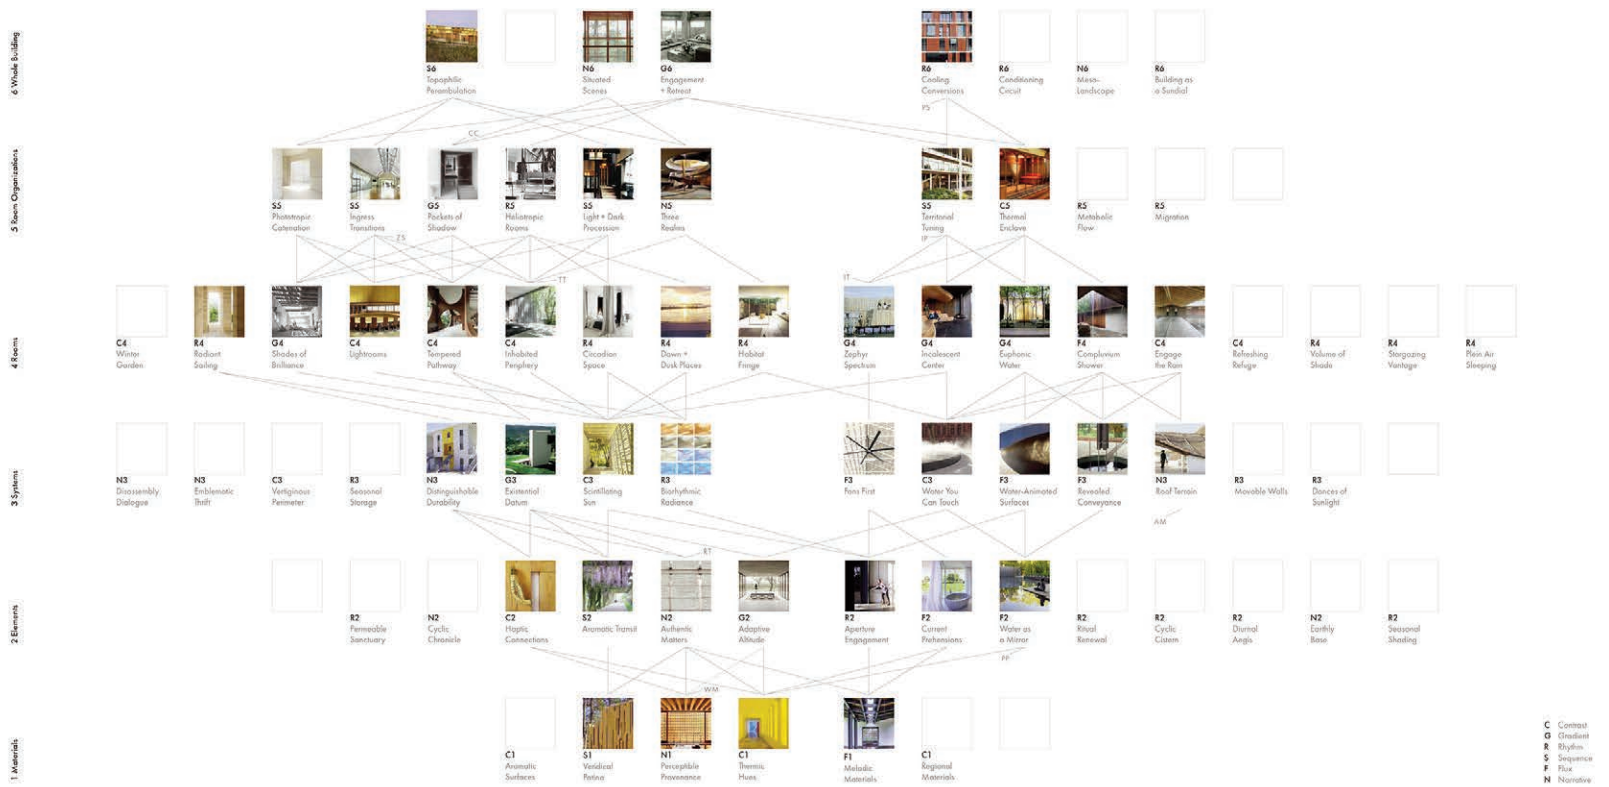 6 Whole Building
S6
Topophilic
Perambulation
N6
Situated
Scenes
G6
Engagement
+ Retreat
R6
Cooling
Conversions
R6
Conditioning
Circuit
N6
Meso-
Landscape
R6
Building as
a Sundial
PS
CC
5 Room Organizations
S5
Phototropic
Catenation
S5
Ingress
Transitions
G5
Pockets of
Shadow
R5
Heliotropic
Rooms
S5
Light + Dark
Procession
N5
Three
Realms
S5
Territorial
Tuning
C5
Thermal
Enclave
R5
Metabolic
Flow
R5
Migration
ZS
TT
IT
4 Rooms
C4
Winter
Garden
R4
Radiant
Sailing
G4
Shades of
Brilliance
C4
Lightrooms
C4
Tempered
Pathway
C4
Inhabited
Periphery
R4
Circadian
Space
R4
Dawn +
Dusk Places
R4
Habitat
Fringe
G4
Zephyr
Spectrum
G4
Incalescent
Center
G4
Euphonic
Water
F4
Compluvium
Shower
C4
Engage
the Rain
C4
Refreshing
Refuge
R4
Volume of
Shade
R4
Stargazing
Vantage
R4
Plein Air
Sleeping
3 Systems
N3
Disassembly
Dialogue
N3
Emblematic
Thrift
C3
Vertiginous
Perimeter
R3
Seasonal
Storage
N3
Distinguishable
Durability
G3
Existential
Datum
C3
Scintillating
Sun
R3
Biorhythmic
Radiance
F3
Fans First
C3
Water You
Can Touch
F3
Water-Animated
Surfaces
F3
Revealed
Conveyance
N3
Roof Terrain
R3
Movable Walls
R3
Dances of
Sunlight
AM
RT
2 Elements
R2
Permeable
Sanctuary
N2
Cyclic
Chronicle
C2
Haptic
Connections
S2
Aromatic Transit
N2
Authentic
Matters
G2
Adaptive
Altitude
R2
Aperture
Engagement
F2
Current
Prehensions
F2
Water as
a Mirror
R2
Ritual
Renewal
R2
Cyclic
Cistern
R2
Diurnal
Angis
N2
Earthly
Base
R2
Seasonal
Shading
PP
WM
1 Materials
C1
Aromatic
Surfaces
S1
Veridical
Patina
N1
Perceptible
Provenance
C1
Thermic
Hues
F1
Melodic
Materials
C1
Regional
Materials
C Contrast
G Gradient
R Rhythm
S Sequence
F Flux
N Narrative